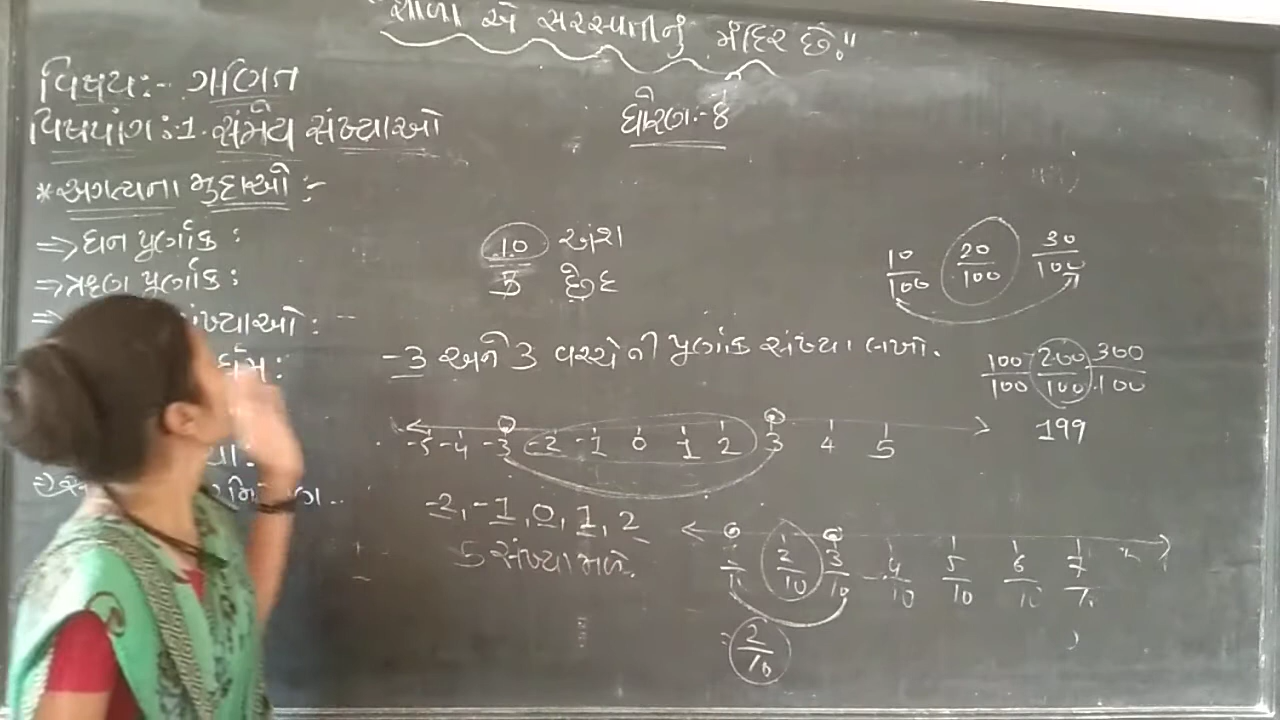 "શાળા એ સરસ્વતીનું મંદિર છે."
વિષય:- ગણિત
ધોરણ:-૮
વિષયાંગ:-1. સંમેય સંખ્યાઓ
*અગત્યના મુદ્દાઓ:-
=>ધન પૂર્ણાંક :
=>ઋણ પૂર્ણાંક:
=>
10/5 અંશ છેદ
10/100 20/100 30/100
-3 અને 3 વચ્ચેની પૂર્ણાંક સંખ્યા લખો.
100/100 200/100 300/100
199
-5 -4 -3 -2 -1 0 1 2 3 4 5
-2, -1, 0, 1, 2
5 સંખ્યા મળે.
1/10 2/10 3/10 4/10 5/10 6/10 7/10
= 2/10